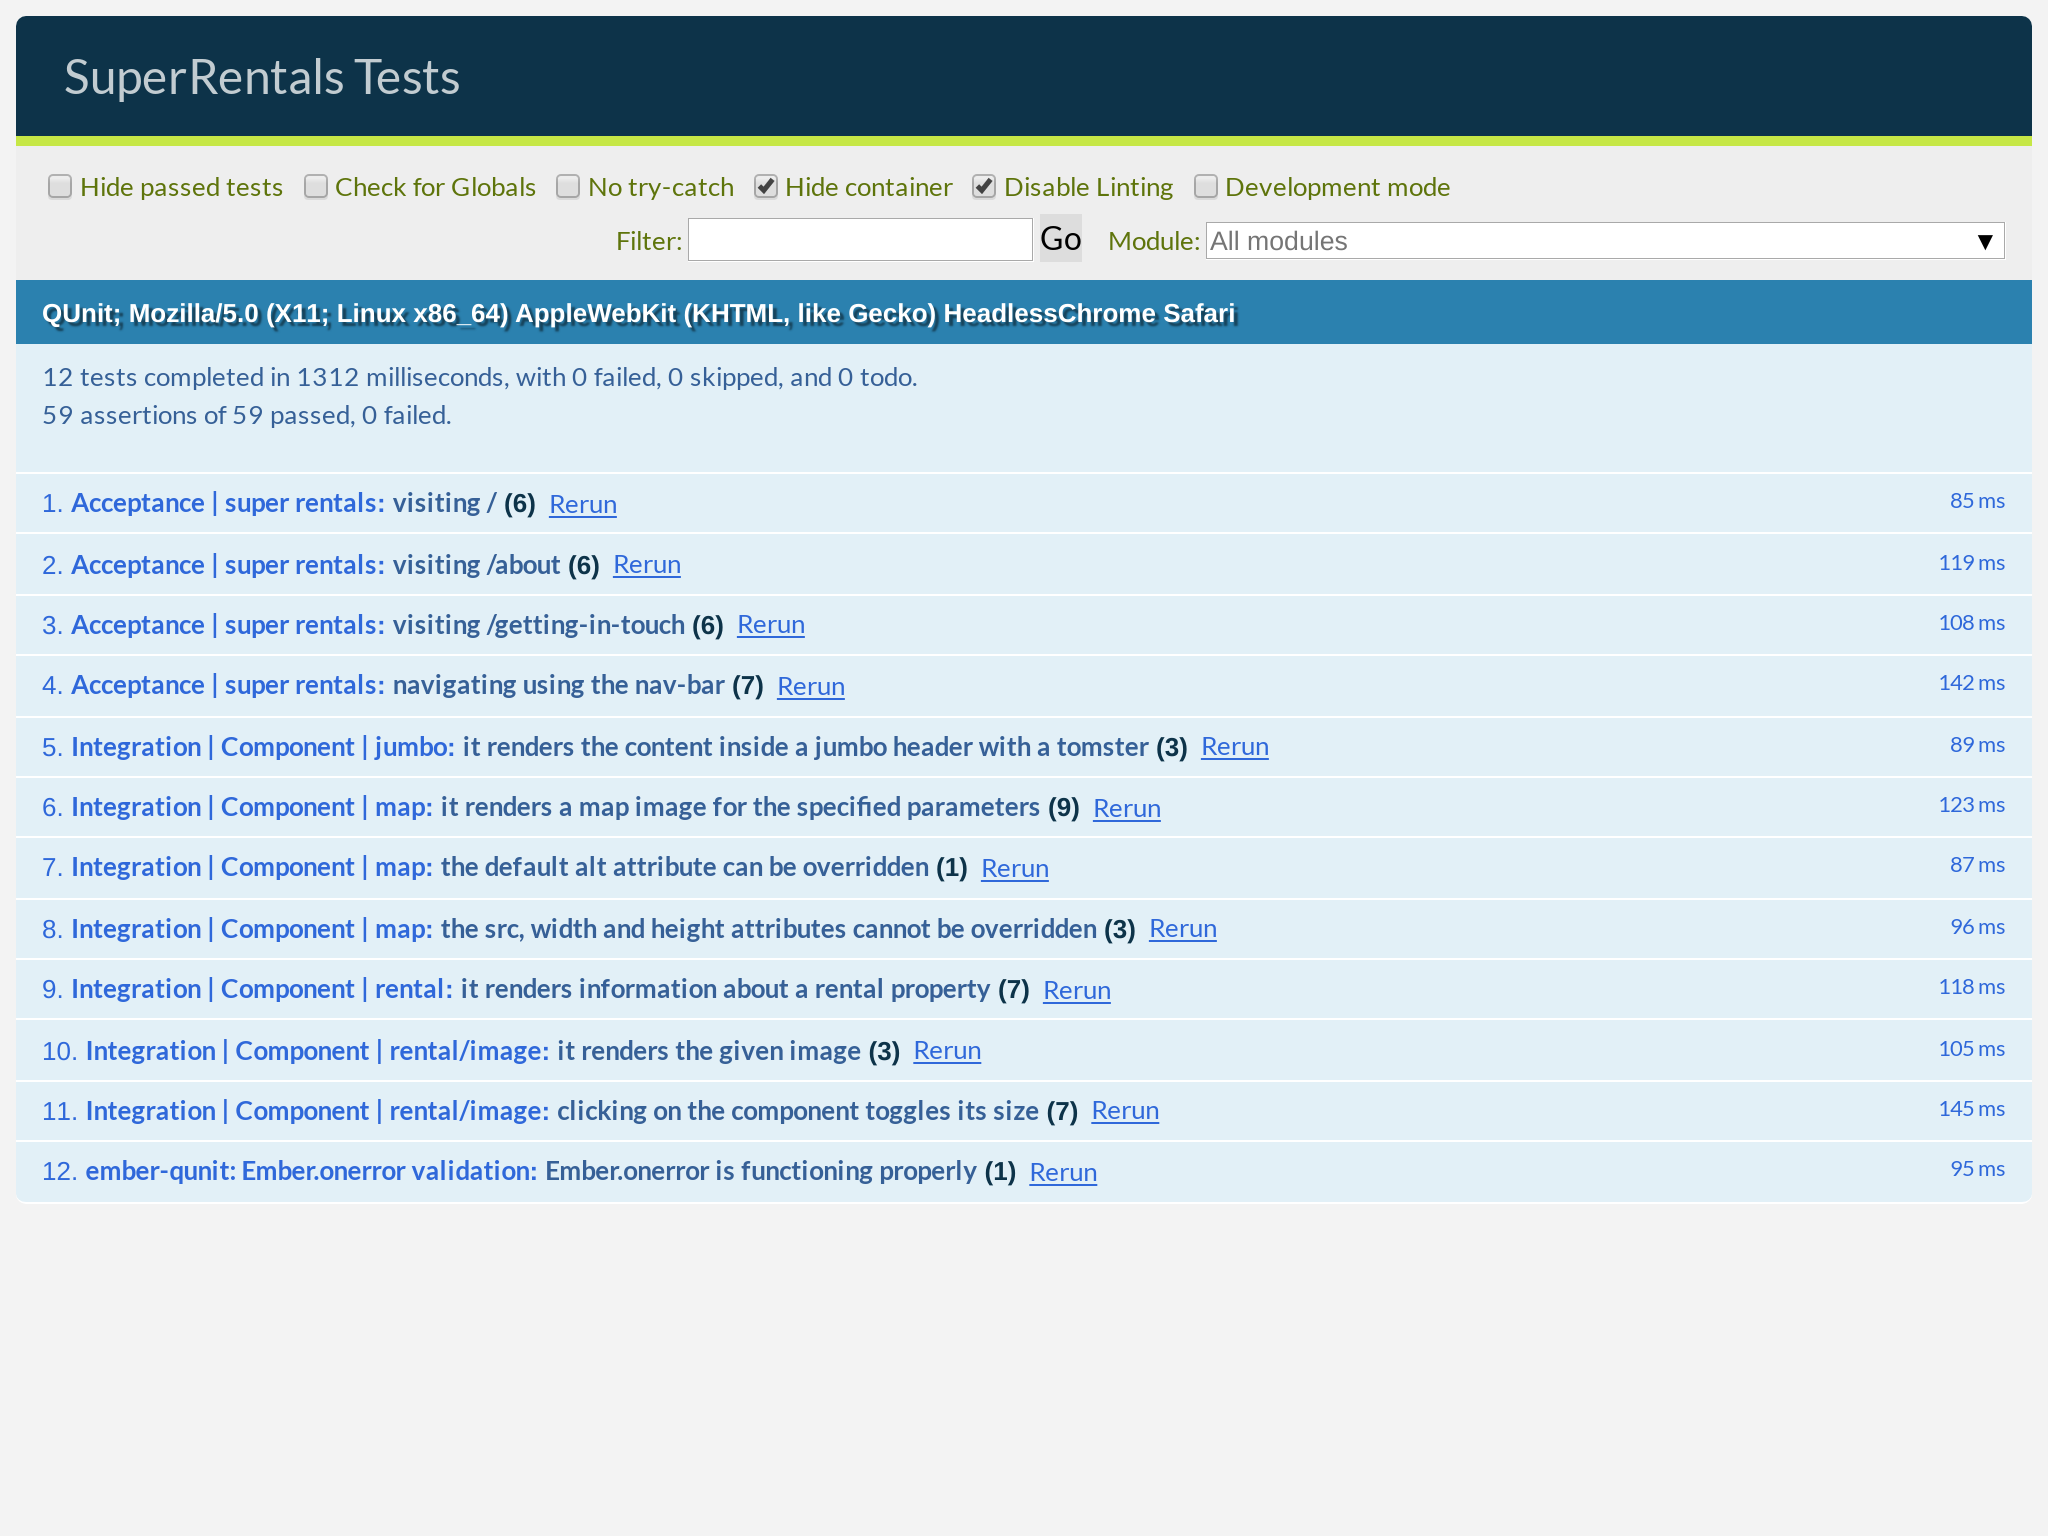 SuperRentals Tests
Hide passed tests Check for Globals No try-catch Hide container Disable Linting Development mode
Filter: Go Module: All modules ▼
QUnit; Mozilla/5.0 (X11; Linux x86_64) AppleWebKit (KHTML, like Gecko) HeadlessChrome Safari
12 tests completed in 1312 milliseconds, with 0 failed, 0 skipped, and 0 todo.
59 assertions of 59 passed, 0 failed.
1. Acceptance | super rentals: visiting / (6) Rerun 85 ms
2. Acceptance | super rentals: visiting /about (6) Rerun 119 ms
3. Acceptance | super rentals: visiting /getting-in-touch (6) Rerun 108 ms
4. Acceptance | super rentals: navigating using the nav-bar (7) Rerun 142 ms
5. Integration | Component | jumbo: it renders the content inside a jumbo header with a tomster (3) Rerun 89 ms
6. Integration | Component | map: it renders a map image for the specified parameters (9) Rerun 123 ms
7. Integration | Component | map: the default alt attribute can be overridden (1) Rerun 87 ms
8. Integration | Component | map: the src, width and height attributes cannot be overridden (3) Rerun 96 ms
9. Integration | Component | rental: it renders information about a rental property (7) Rerun 118 ms
10. Integration | Component | rental/image: it renders the given image (3) Rerun 105 ms
11. Integration | Component | rental/image: clicking on the component toggles its size (7) Rerun 145 ms
12. ember-qunit: Ember.onerror validation: Ember.onerror is functioning properly (1) Rerun 95 ms